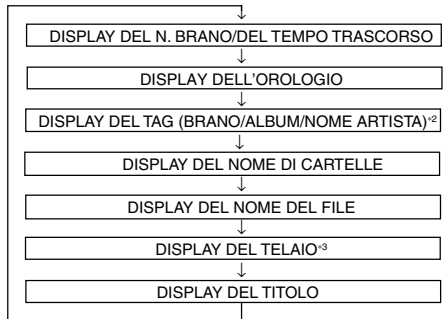 DISPLAY DEL N. BRANO/DEL TEMPO TRASCORSO
DISPLAY DELL'OROLOGIO
DISPLAY DEL TAG (BRANO/ALBUM/NOME ARTISTA)*2
DISPLAY DEL NOME DI CARTELLE
DISPLAY DEL NOME DEL FILE
DISPLAY DEL TELAIO*3
DISPLAY DEL TITOLO